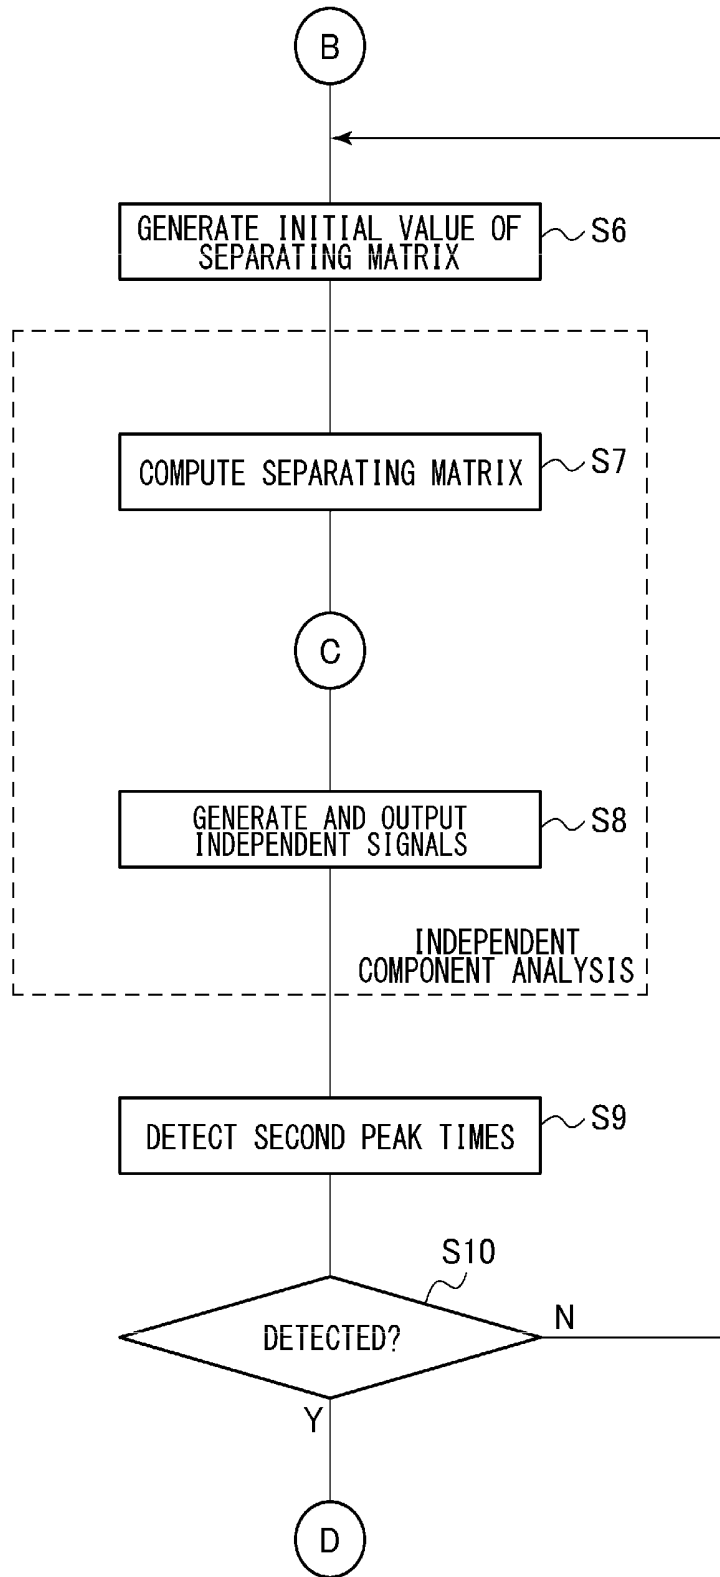 B
GENERATE INITIAL VALUE OF
SEPARATING MATRIX
S6
COMPUTE SEPARATING MATRIX
S7
C
GENERATE AND OUTPUT
INDEPENDENT SIGNALS
S8
INDEPENDENT
COMPONENT ANALYSIS
DETECT SECOND PEAK TIMES
S9
S10
DETECTED?
N
Y
D